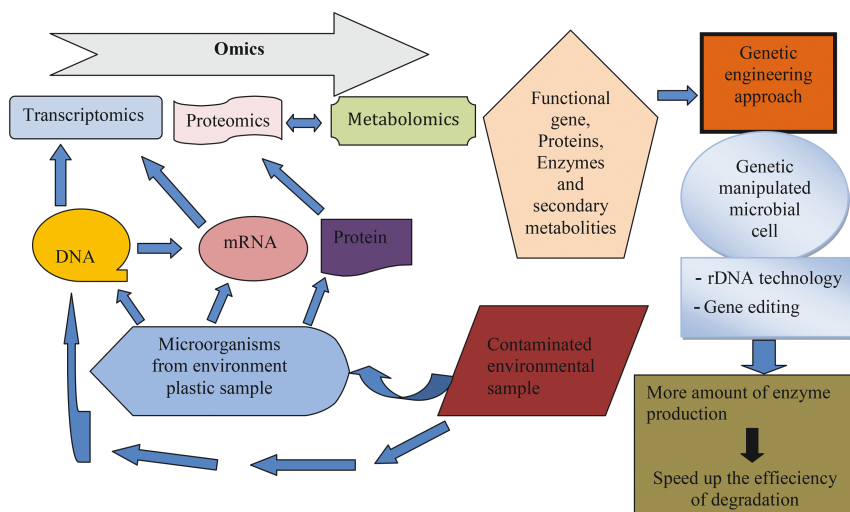 Omics
Transcriptomics
Proteomics
Metabolomics
Functional
gene,
Proteins,
Enzymes
and
secondary
metabolities
Genetic
engineering
approach
Genetic
manipulated
microbial
cell
- rDNA technology
- Gene editing
DNA
mRNA
Protein
Microorganisms
from environment
plastic sample
Contaminated
environmental
sample
More amount of enzyme
production
Speed up the effieciency
of degradation